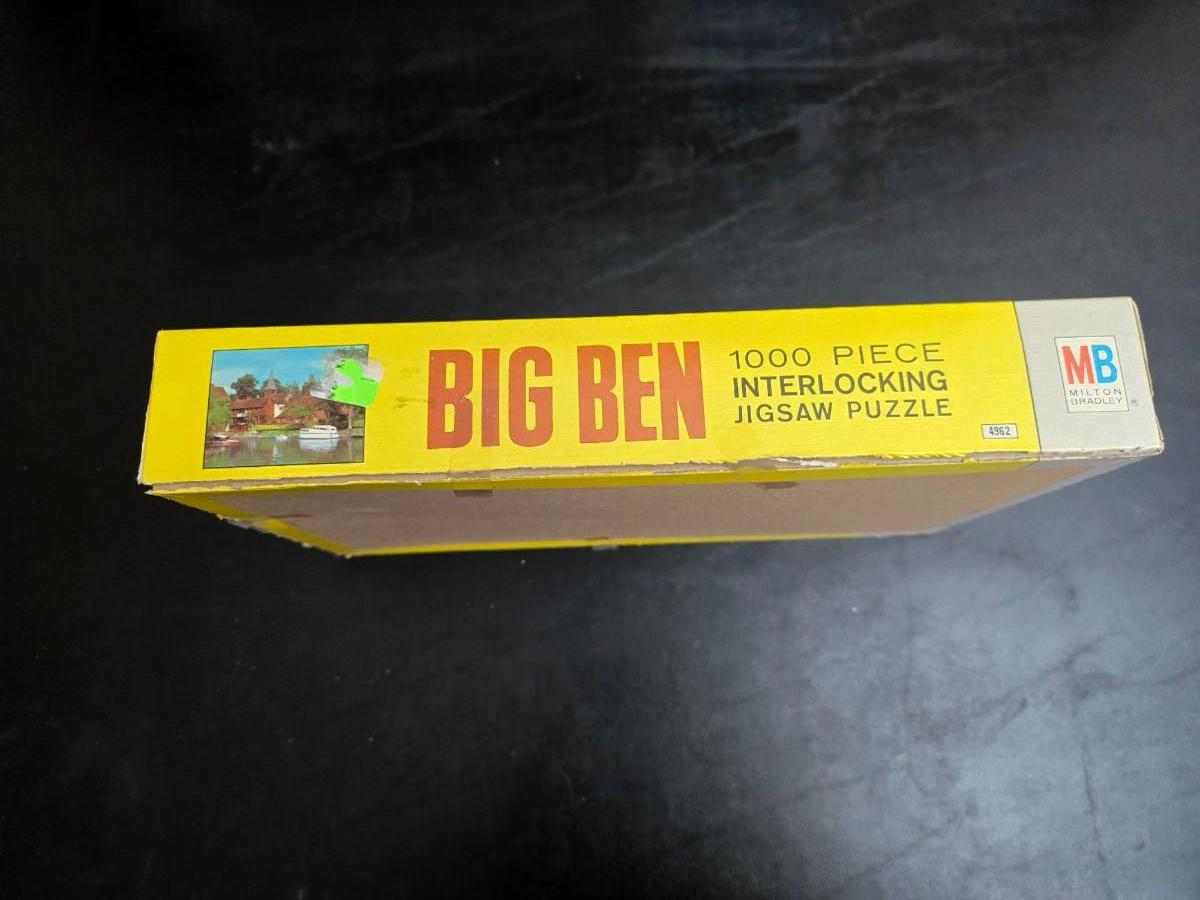 BIG BEN
1000 PIECE
INTERLOCKING
JIGSAW PUZZLE
4962
MB
MILTON
BRADLEY
®